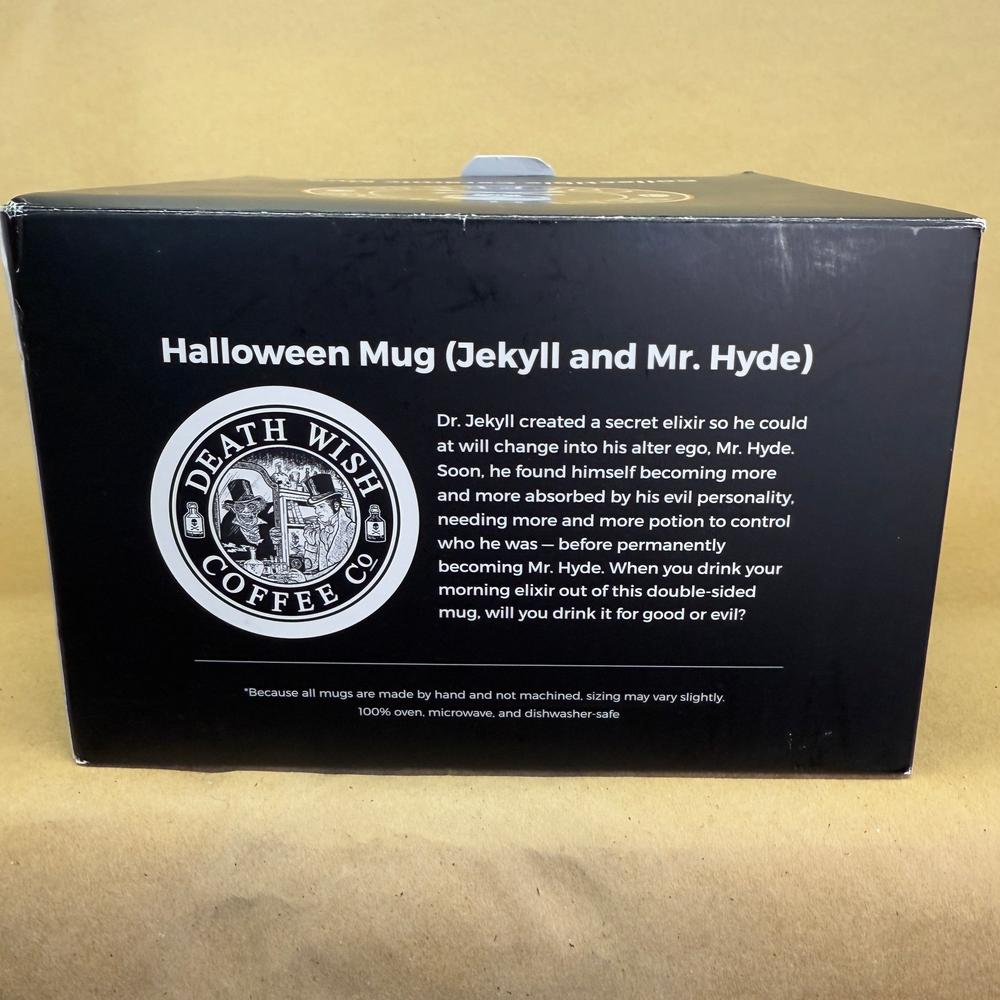 Halloween Mug (Jekyll and Mr. Hyde)
DEATH WISH
COFFEE Co
Dr. Jekyll created a secret elixir so he could
at will change into his alter ego, Mr. Hyde.
Soon, he found himself becoming more
and more absorbed by his evil personality,
needing more and more potion to control
who he was — before permanently
becoming Mr. Hyde. When you drink your
morning elixir out of this double-sided
mug, will you drink it for good or evil?
*Because all mugs are made by hand and not machined, sizing may vary slightly.
100% oven, microwave, and dishwasher-safe